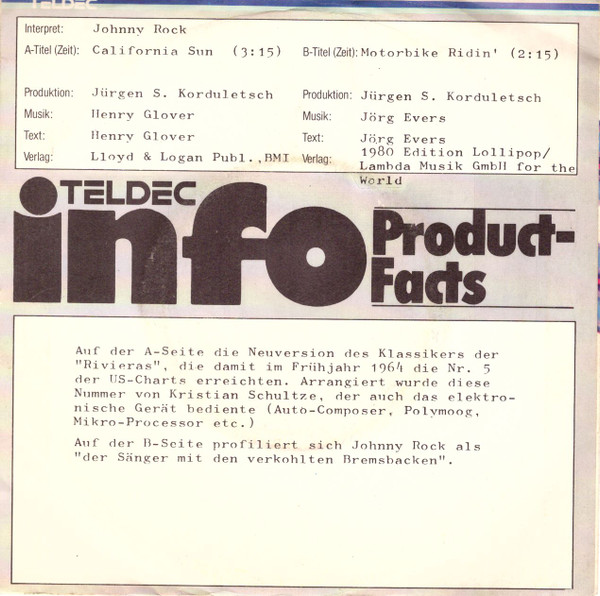 TELDEC
Interpret: Johnny Rock
A-Titel (Zeit): California Sun (3:15) B-Titel (Zeit): Motorbike Ridin' (2:15)
Produktion: Jürgen S. Korduletsch Produktion: Jürgen S. Korduletsch
Musik: Henry Glover Musik: Jörg Evers
Text: Henry Glover Text: Jörg Evers
Verlag: Lloyd & Logan Publ.,BMI Verlag: 1980 Edition Lollipop/
Lambda Musik GmbH for the
World
TELDEC
info
Product-
Facts
Auf der A-Seite die Neuversion des Klassikers der
"Rivieras", die damit im Frühjahr 1964 die Nr. 5
der US-Charts erreichten. Arrangiert wurde diese
Nummer von Kristian Schultze, der auch das elektro-
nische Gerät bediente (Auto-Composer, Polymoog,
Mikro-Processor etc.)
Auf der B-Seite profiliert sich Johnny Rock als
"der Sänger mit den verkohlten Bremsbacken".